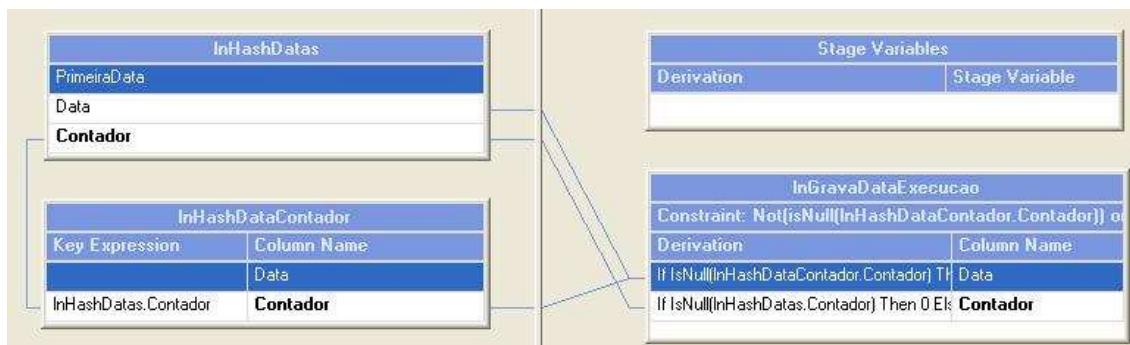 InHashDatas
PrimeiraData
Data
Contador
InHashDataContador
Key Expression Column Name
Data
InHashDatas.Contador Contador
Stage Variables
Derivation Stage Variable
InGravaDataExecucao
Constraint: Not(isNull(InHashDataContador.Contador)) or
Derivation Column Name
If IsNull(InHashDataContador.Contador) Th Data
If IsNull(InHashDatas.Contador) Then 0 Els Contador